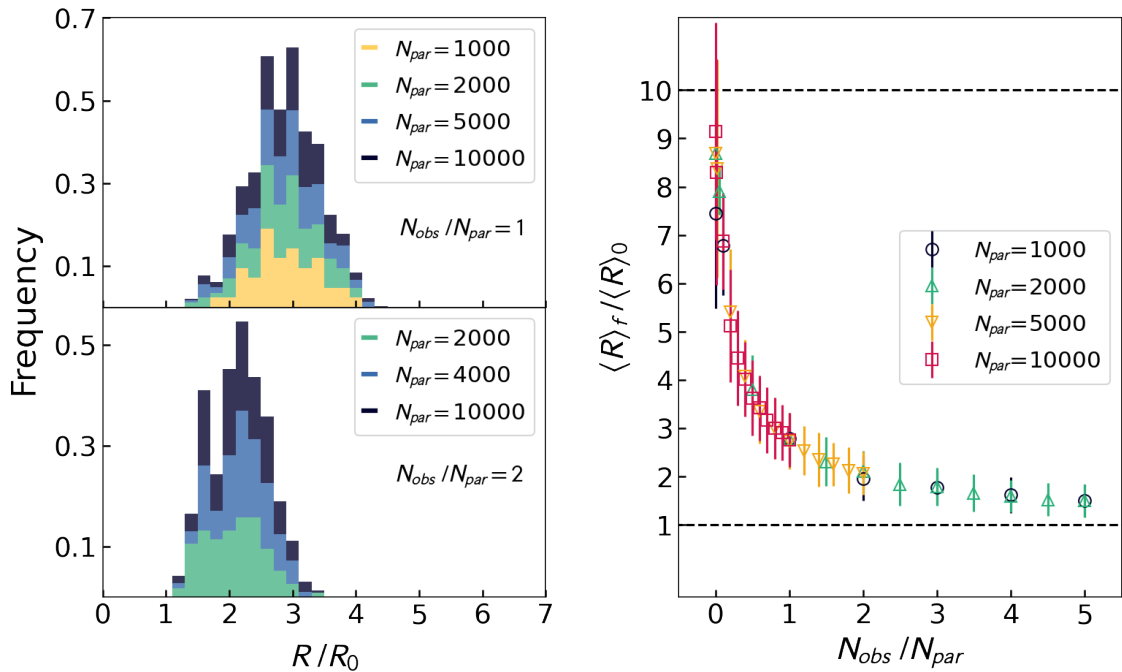 0.7
0.5
0.3
0.1
N_par=1000
N_par=2000
N_par=5000
N_par=10000
N_obs/N_par=1
Frequency
0.5
0.3
0.1
N_par=2000
N_par=4000
N_par=10000
N_obs/N_par=2
0 1 2 3 4 5 6 7
R/R_0
10
9
8
7
6
5
4
3
2
1
⟨R⟩_f/⟨R⟩_0
N_par=1000
N_par=2000
N_par=5000
N_par=10000
0 1 2 3 4 5
N_obs/N_par